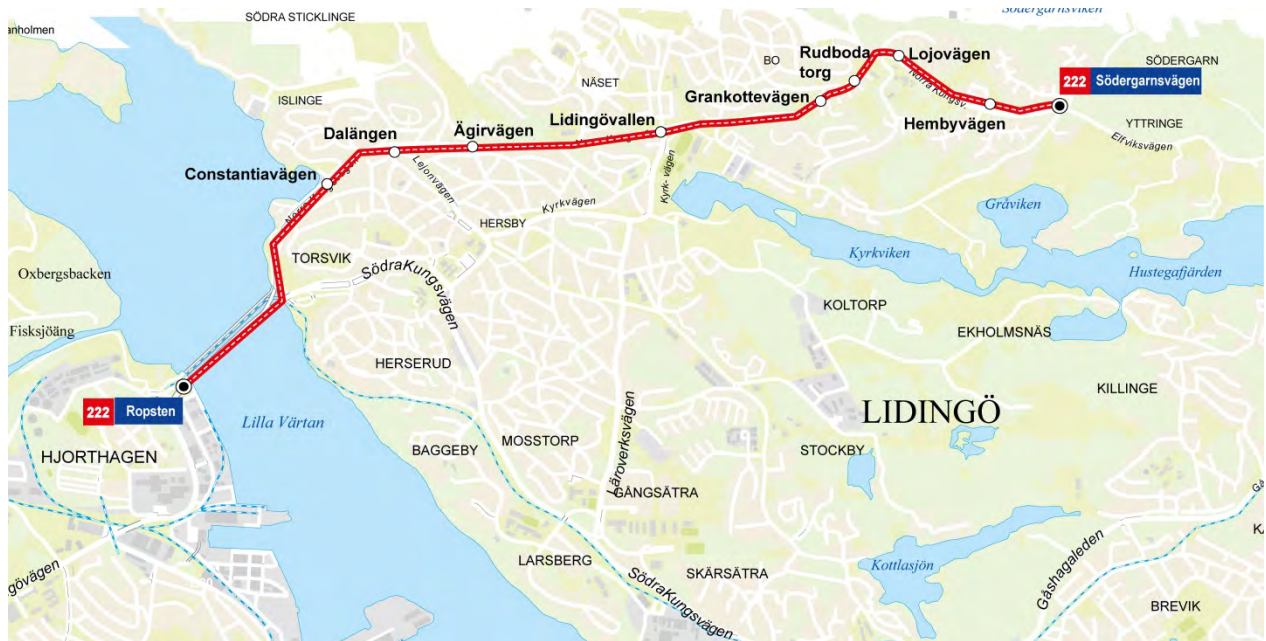 Södergarnsviken
SÖDRA STICKLINGE
anholmen
Rudboda
torg
Lojovägen
BO
SÖDERGARN
NÄSET
222 Södergarnsvägen
Norra Kungsv.
Grankottevägen
ISLINGE
Lidingövallen
Hembyvägen
YTTRINGE
Dalängen
Ägirvägen
Elfviksvägen
Constantiavägen
Lejonvägen
Kyrk- vägen
Kyrkvägen
HERSBY
Gråviken
TORSVIK
Kyrkviken
Oxbergsbacken
SödraKungsvägen
Hustegafjärden
KOLTORP
Fisksjöäng
EKHOLMSNÄS
HERSERUD
KILLINGE
222 Ropsten
Lilla Värtan
LIDINGÖ
Läroverksvägen
MOSSTORP
BAGGEBY
STOCKBY
HJORTHAGEN
GÅNGSÄTRA
LARSBERG
Kottlasjön
SKÄRSÄTRA
Gåshagaleden
gövägen
SödraKungsvägen
BREVIK